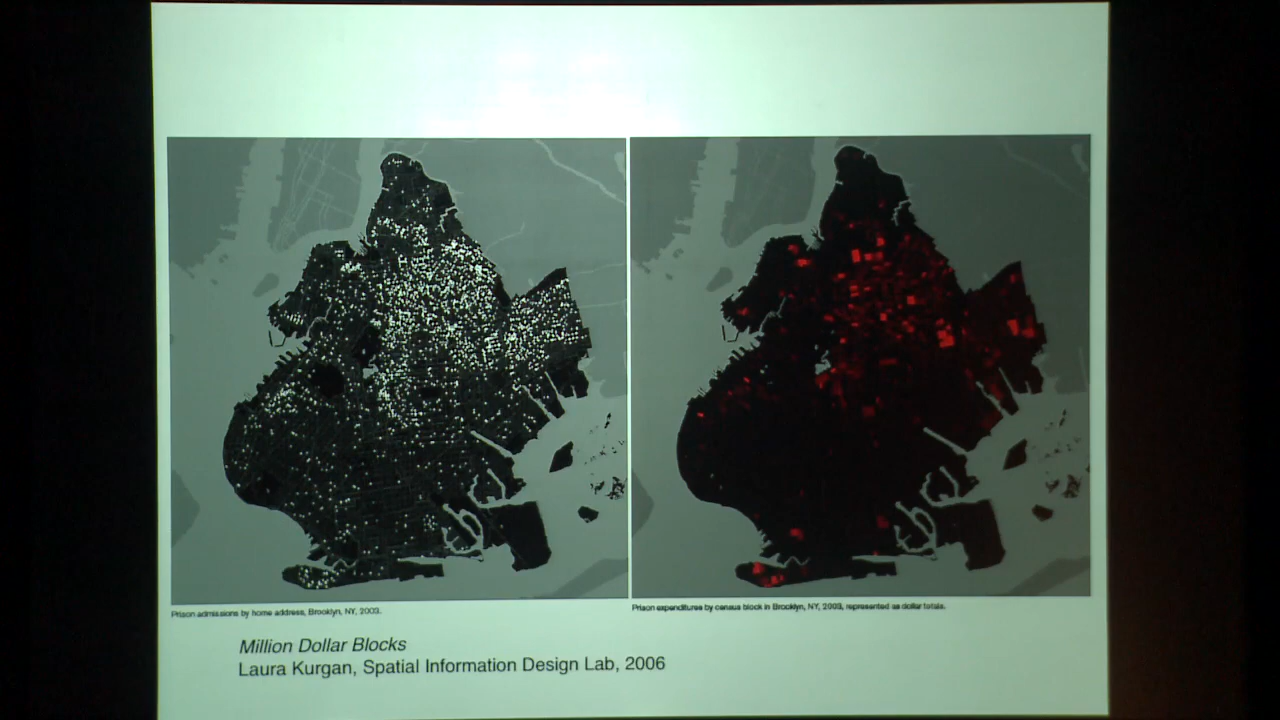 Prison admissions by home address, Brooklyn, NY, 2003.
Prison expenditures by census block in Brooklyn, NY, 2003, represented as dollar totals.
Million Dollar Blocks
Laura Kurgan, Spatial Information Design Lab, 2006